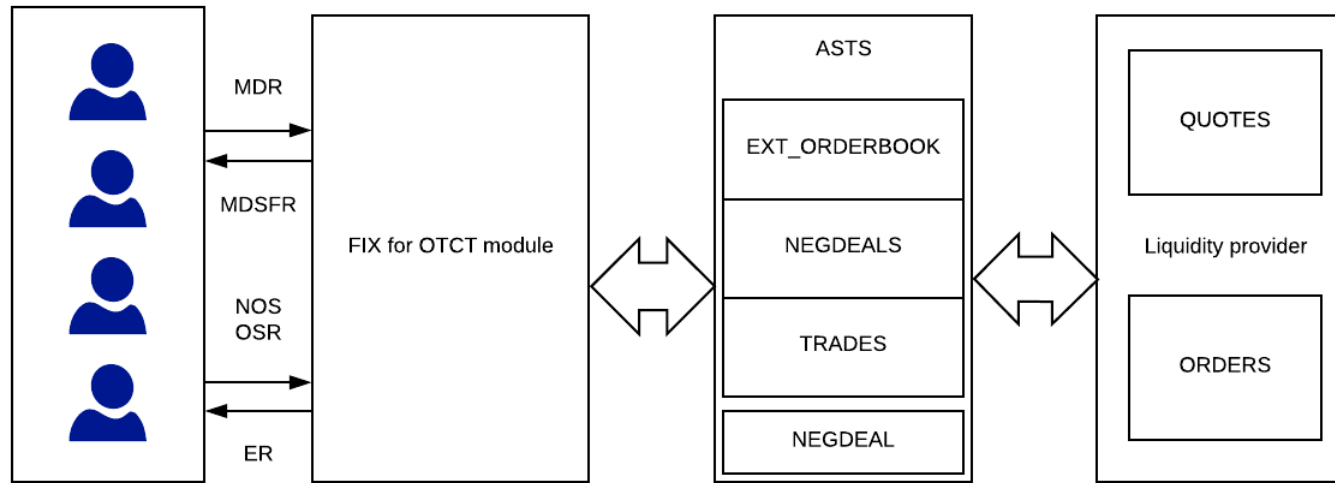 MDR
MDSFR
NOS
OSR
ER
FIX for OTCT module
ASTS
EXT_ORDERBOOK
NEGDEALS
TRADES
NEGDEAL
QUOTES
Liquidity provider
ORDERS